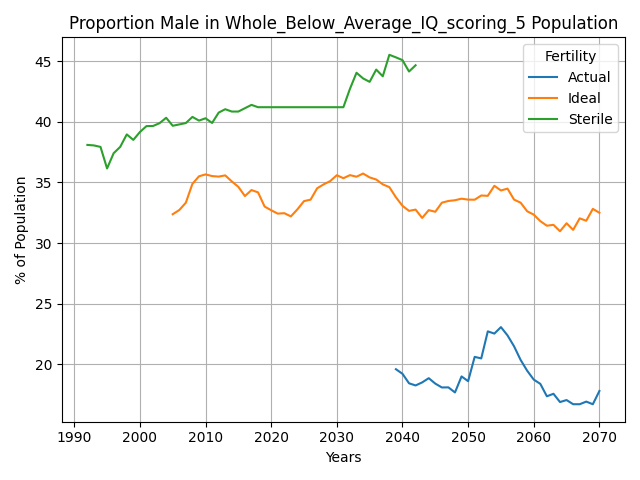 Proportion Male in Whole_Below_Average_IQ_scoring_5 Population
Fertility
Actual
Ideal
Sterile
% of Population
45
40
35
30
25
20
1990 2000 2010 2020 2030 2040 2050 2060 2070
Years